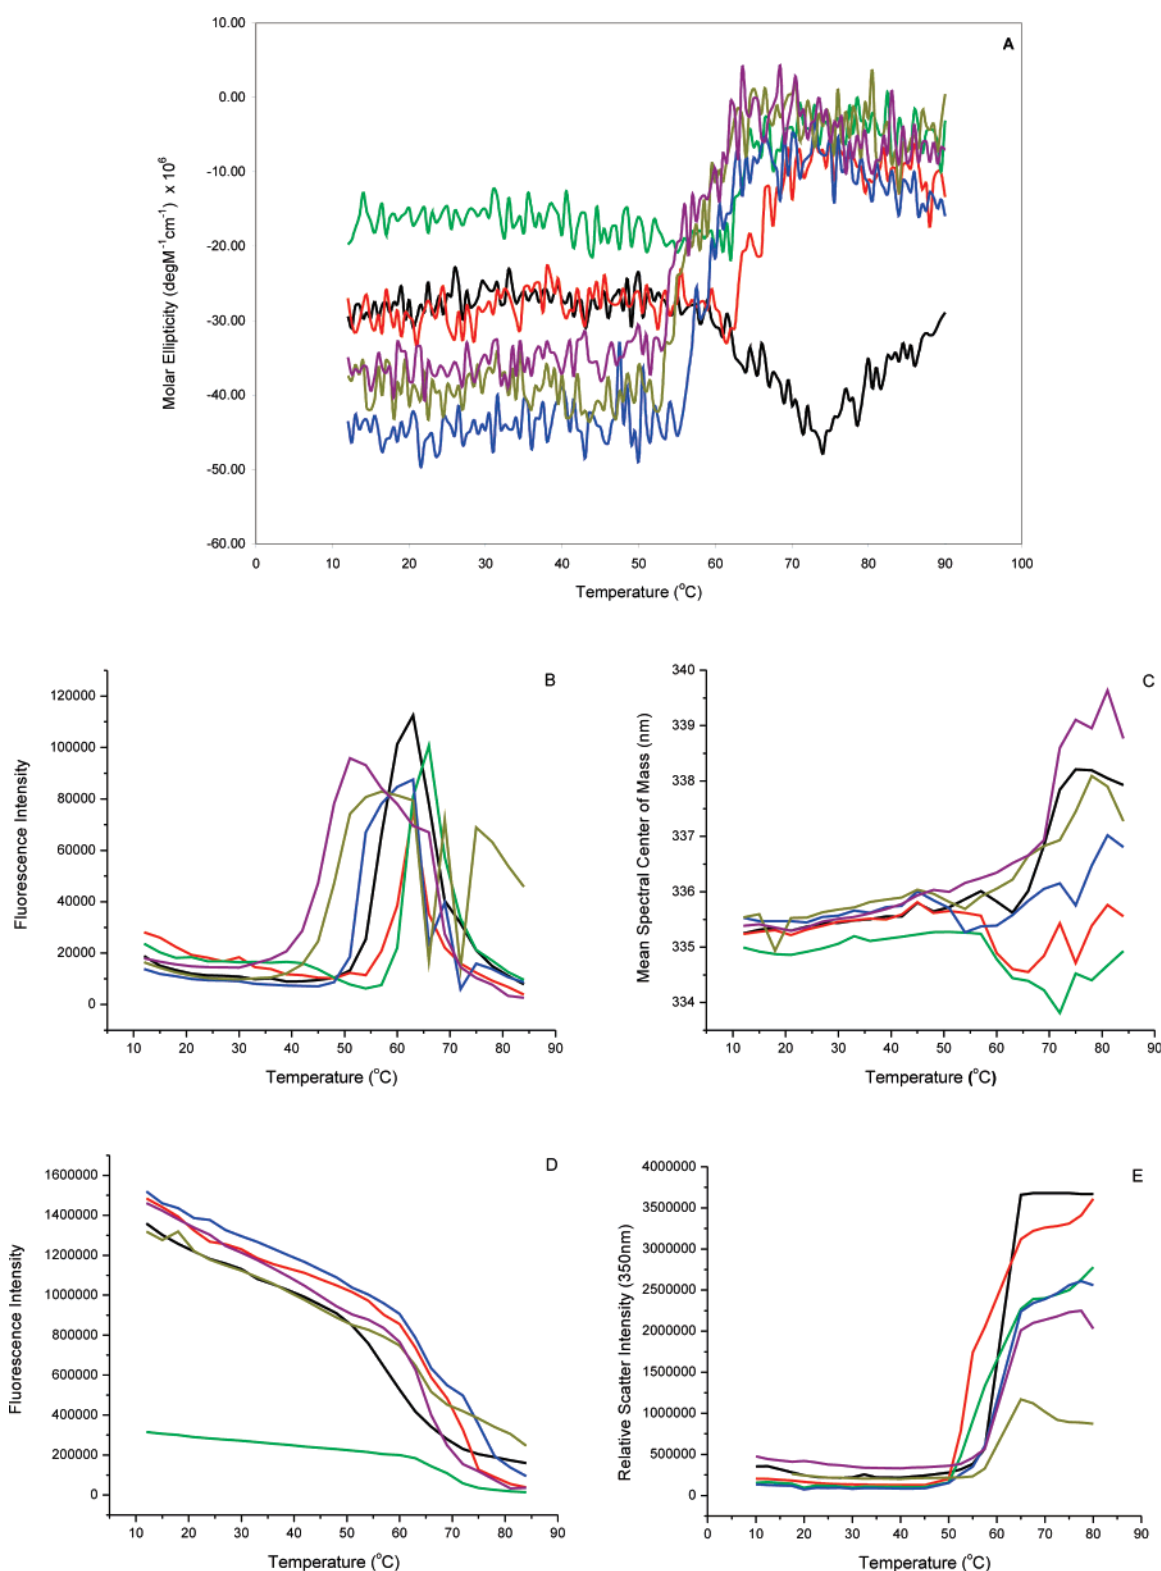 A
10.00
0.00
-10.00
-20.00
-30.00
-40.00
-50.00
-60.00
Molar Ellipticity (degM⁻¹cm⁻¹) x 10⁶
0 10 20 30 40 50 60 70 80 90 100
Temperature (°C)
B
120000
100000
80000
60000
40000
20000
0
Fluorescence Intensity
10 20 30 40 50 60 70 80 90
Temperature (°C)
C
340
339
338
337
336
335
334
Mean Spectral Center of Mass (nm)
10 20 30 40 50 60 70 80 90
Temperature (°C)
D
1600000
1400000
1200000
1000000
800000
600000
400000
200000
0
Fluorescence Intensity
10 20 30 40 50 60 70 80 90
Temperature (°C)
E
4000000
3500000
3000000
2500000
2000000
1500000
1000000
500000
0
Relative Scatter Intensity (350nm)
0 10 20 30 40 50 60 70 80 90
Temperature (°C)